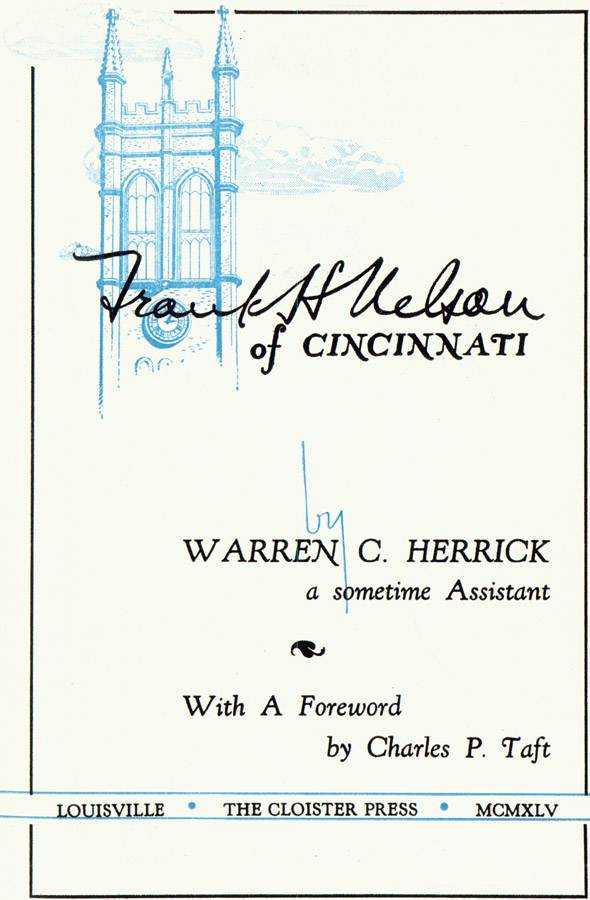 Frank H Nelson
of CINCINNATI
by
WARREN C. HERRICK
a sometime Assistant
With A Foreword
by Charles P. Taft
LOUISVILLE • THE CLOISTER PRESS • MCMXLV